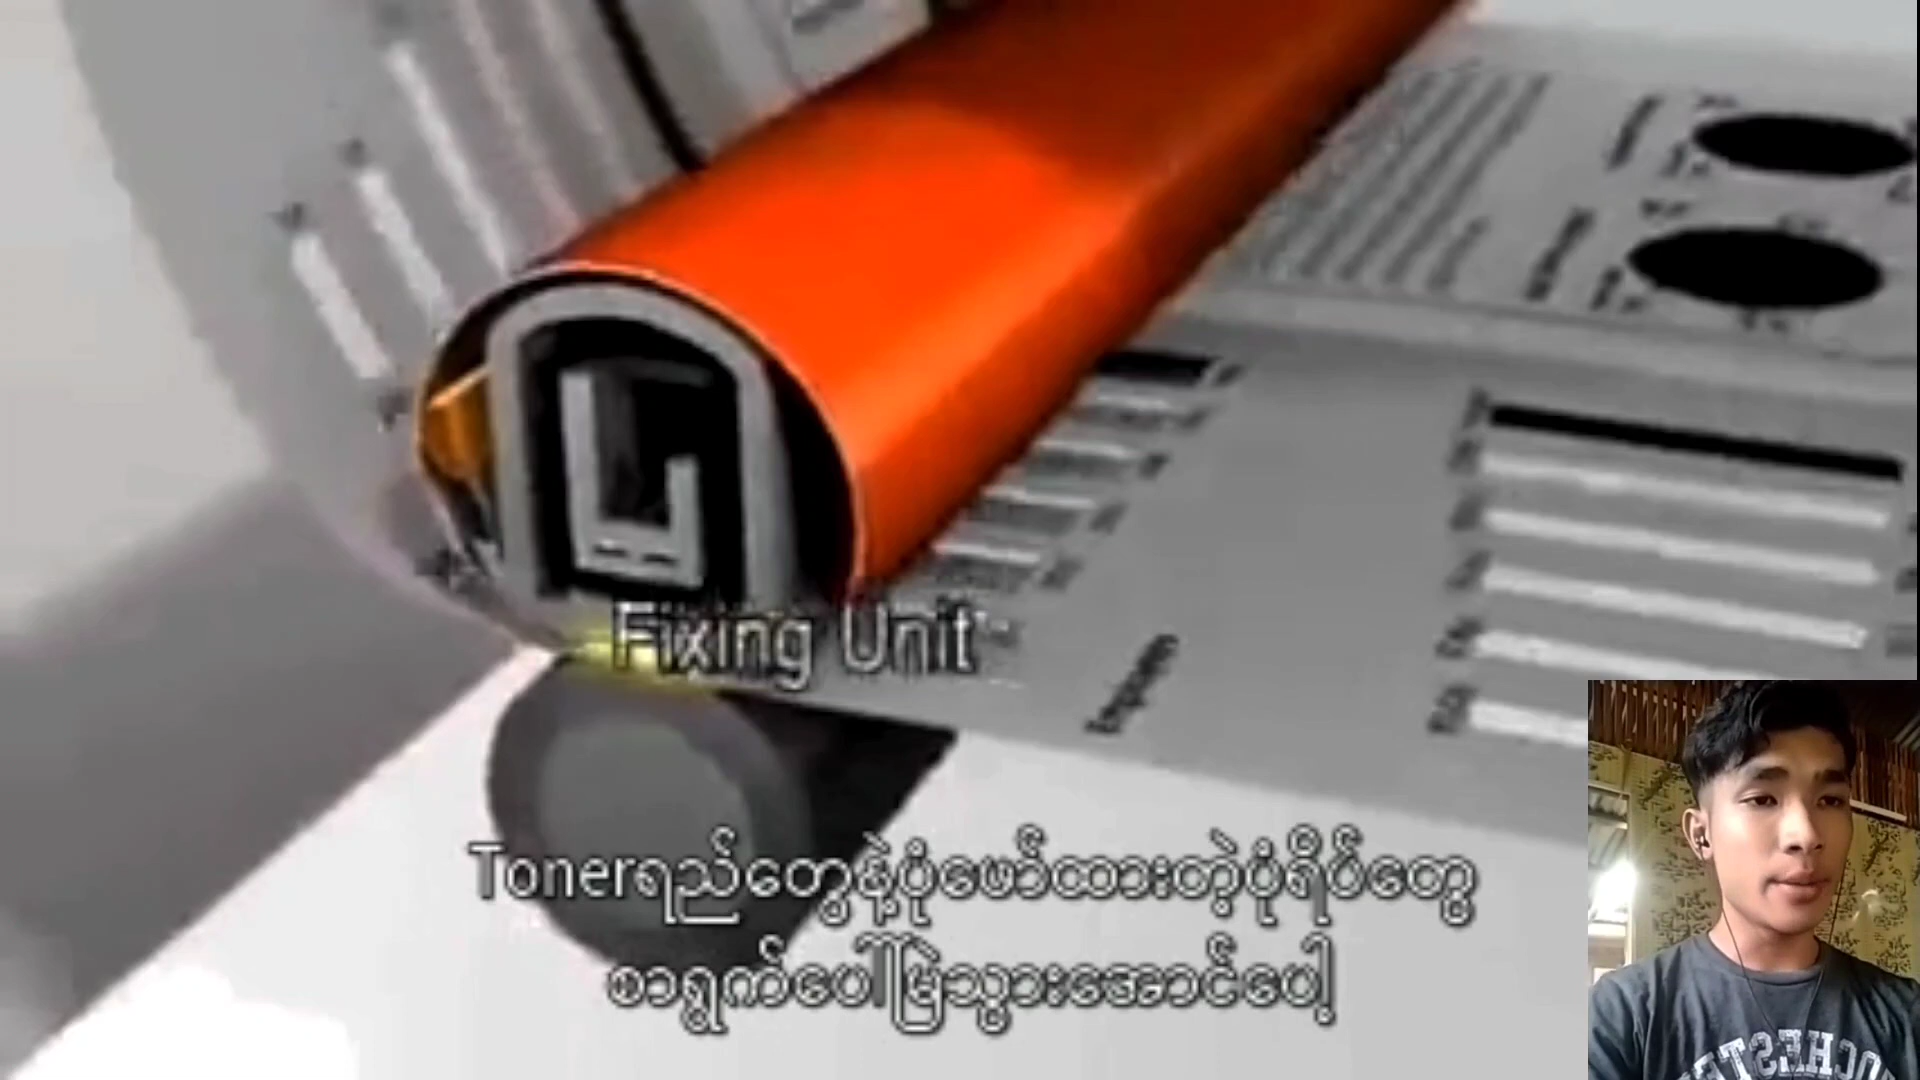 Fixing Unit
Tonerရည်တွေနဲ့ပုံဖော်ထားတဲ့ပုံရိပ်တွေ
စာရွက်ပေါ်မြဲသွားအောင်ပေါ့